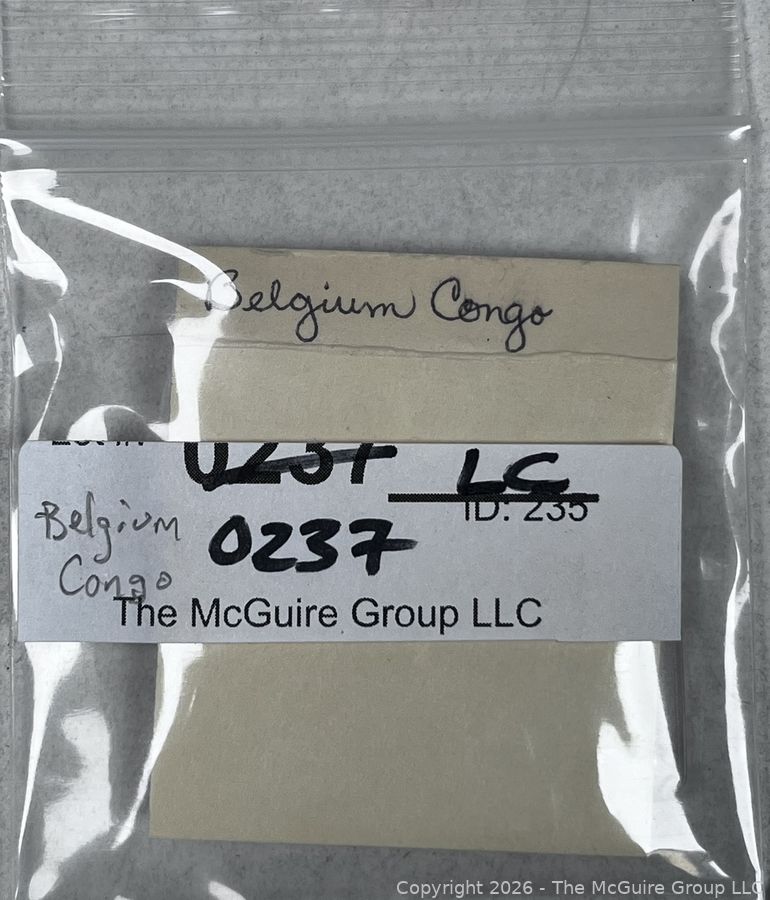 Belgium Congo
0237
LC
ID: 235
Belgium
Congo
0237
The McGuire Group LLC
Copyright 2026 - The McGuire Group LLC